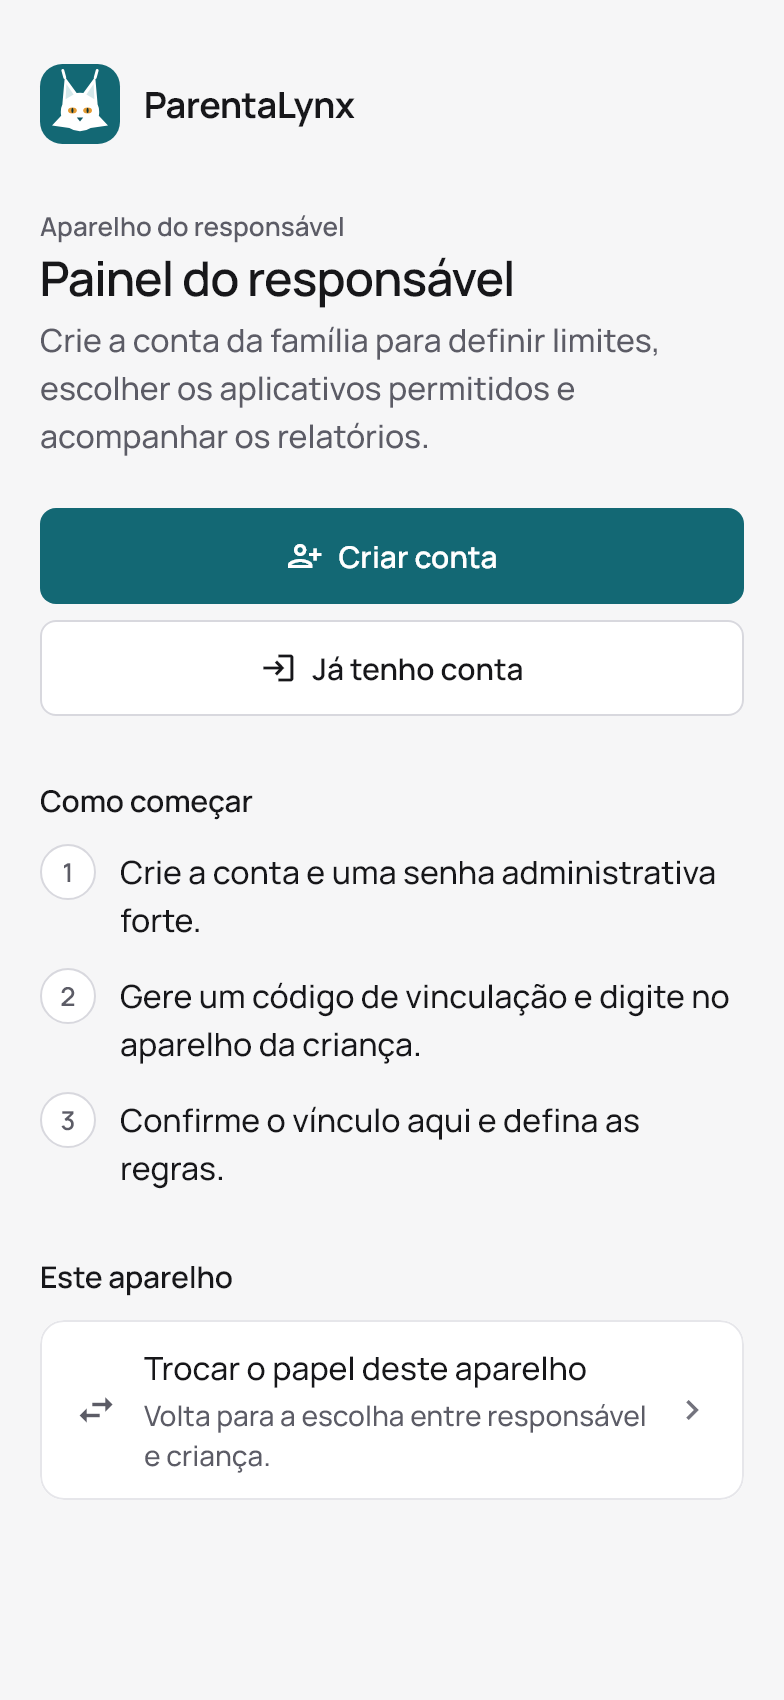 ParentaLynx
Aparelho do responsável
Painel do responsável
Crie a conta da família para definir limites,
escolher os aplicativos permitidos e
acompanhar os relatórios.
Criar conta
Já tenho conta
Como começar
1 Crie a conta e uma senha administrativa
forte.
2 Gere um código de vinculação e digite no
aparelho da criança.
3 Confirme o vínculo aqui e defina as
regras.
Este aparelho
Trocar o papel deste aparelho
Volta para a escolha entre responsável
e criança.